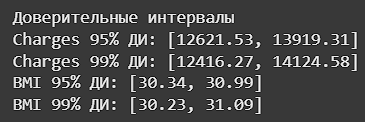 Доверительные интервалы
Charges 95% ДИ: [12621.53, 13919.31]
Charges 99% ДИ: [12416.27, 14124.58]
BMI 95% ДИ: [30.34, 30.99]
BMI 99% ДИ: [30.23, 31.09]